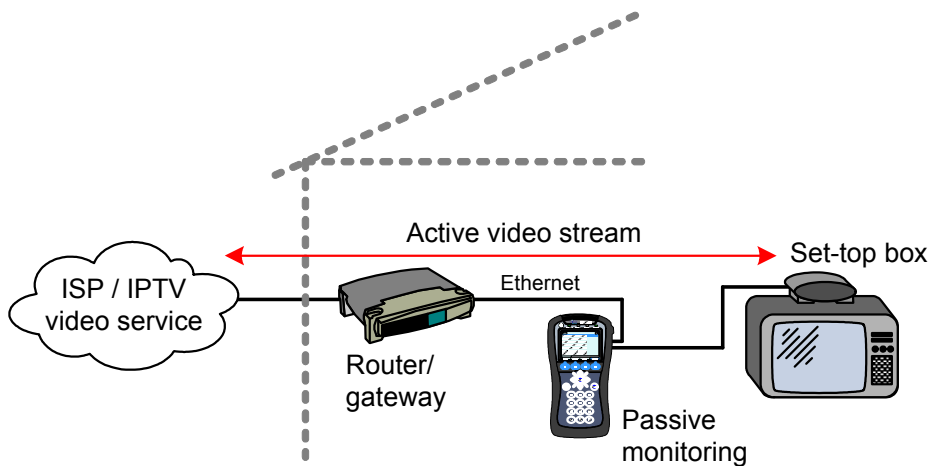 Active video stream
Set-top box
ISP / IPTV
video service
Ethernet
Router/
gateway
Passive
monitoring